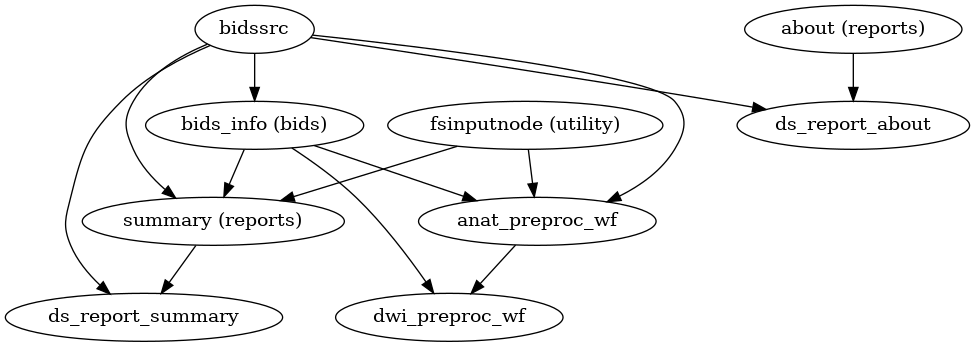 bidssrc
about (reports)
bids_info (bids)
fsinputnode (utility)
ds_report_about
summary (reports)
anat_preproc_wf
ds_report_summary
dwi_preproc_wf